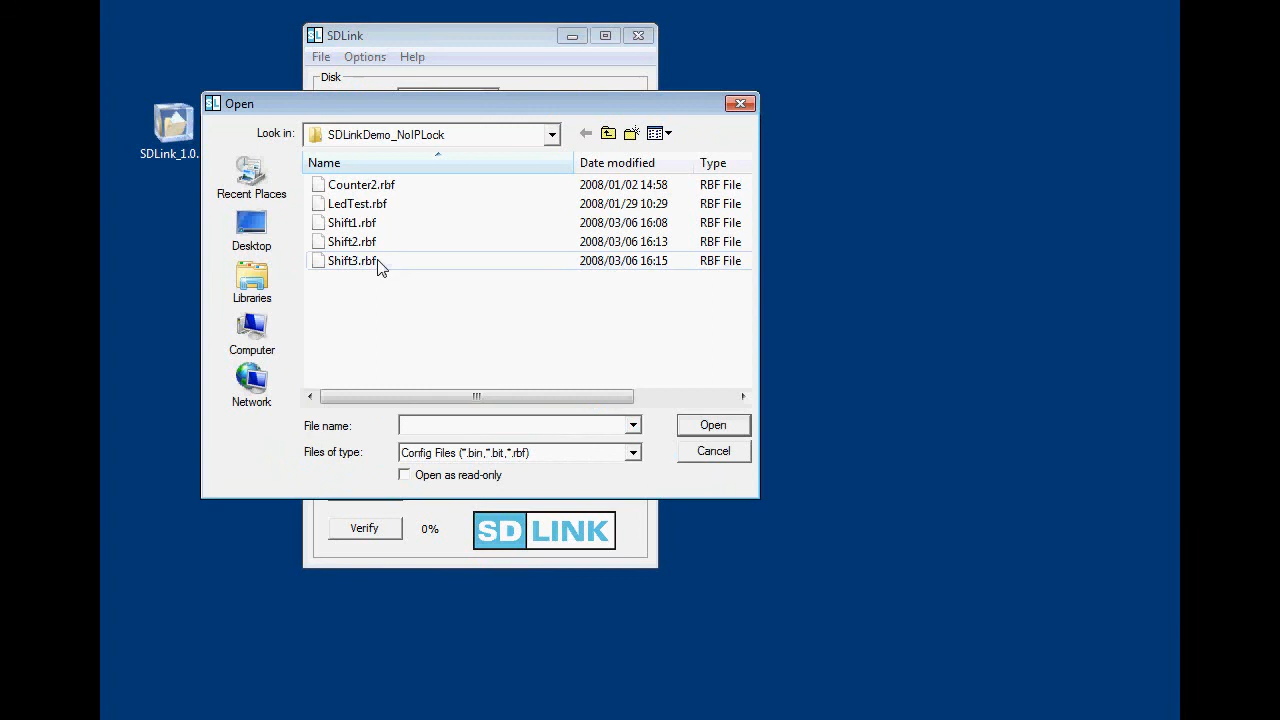 SL SDLink
File Options Help
Disk
SL Open
Look in: SDLinkDemo_NoIPLock
SDLink_1.0.
Recent Places
Desktop
Libraries
Computer
Network
Name Date modified Type
Counter2.rbf 2008/01/02 14:58 RBF File
LedTest.rbf 2008/01/29 10:29 RBF File
Shift1.rbf 2008/03/06 16:08 RBF File
Shift2.rbf 2008/03/06 16:13 RBF File
Shift3.rbf 2008/03/06 16:15 RBF File
File name: Open
Files of type: Config Files (*.bin,*.bit,*.rbf) Cancel
Open as read-only
Verify 0% SD LINK